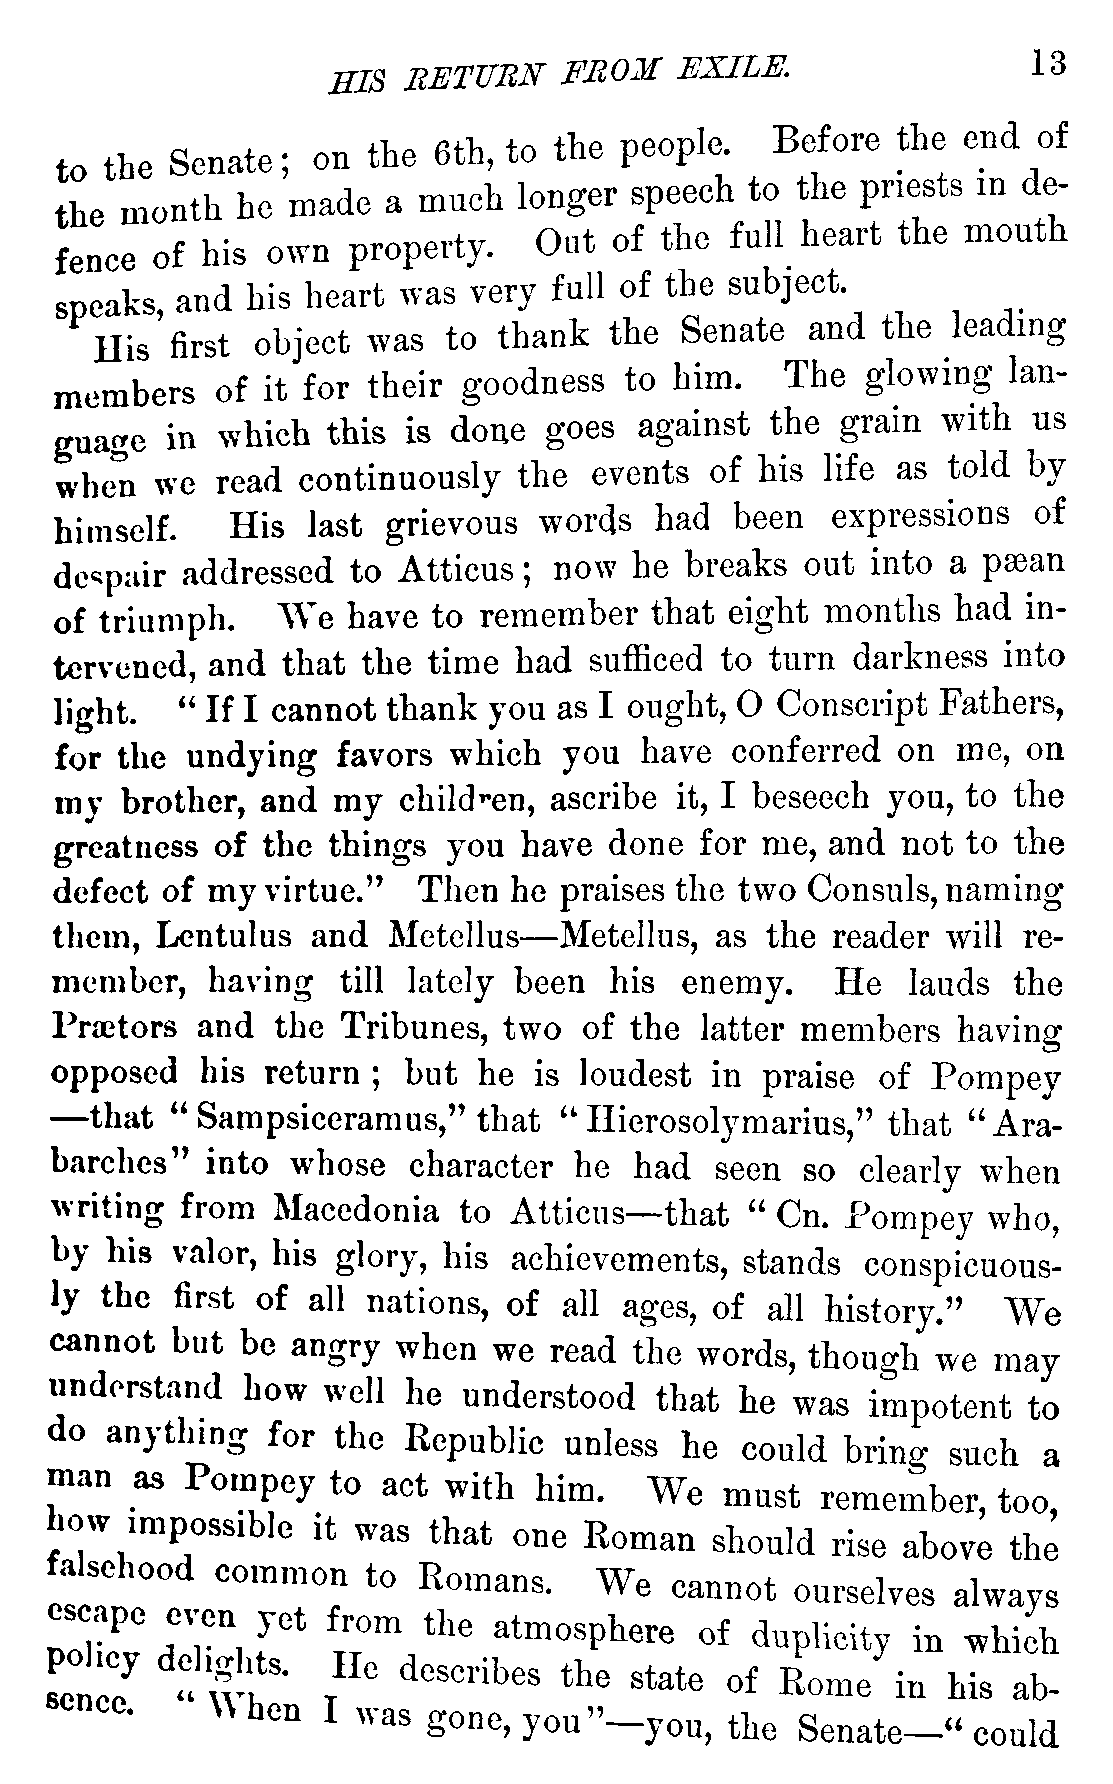 HIS RETURN FROM EXILE. 13
to the Senate; on the 6th, to the people. Before the end of
the month he made a much longer speech to the priests in de-
fence of his own property. Out of the full heart the mouth
speaks, and his heart was very full of the subject.
His first object was to thank the Senate and the leading
members of it for their goodness to him. The glowing lan-
guage in which this is done goes against the grain with us
when we read continuously the events of his life as told by
himself. His last grievous words had been expressions of
despair addressed to Atticus; now he breaks out into a pæan
of triumph. We have to remember that eight months had in-
tervened, and that the time had sufficed to turn darkness into
light. "If I cannot thank you as I ought, O Conscript Fathers,
for the undying favors which you have conferred on me, on
my brother, and my children, ascribe it, I beseech you, to the
greatness of the things you have done for me, and not to the
defect of my virtue." Then he praises the two Consuls, naming
them, Lentulus and Metellus—Metellus, as the reader will re-
member, having till lately been his enemy. He lauds the
Prætors and the Tribunes, two of the latter members having
opposed his return; but he is loudest in praise of Pompey
—that "Sampsiceramus," that "Hierosolymarius," that "Ara-
barches" into whose character he had seen so clearly when
writing from Macedonia to Atticus—that "Cn. Pompey who,
by his valor, his glory, his achievements, stands conspicuous-
ly the first of all nations, of all ages, of all history." We
cannot but be angry when we read the words, though we may
understand how well he understood that he was impotent to
do anything for the Republic unless he could bring such a
man as Pompey to act with him. We must remember, too,
how impossible it was that one Roman should rise above the
falsehood common to Romans. We cannot ourselves always
escape even yet from the atmosphere of duplicity in which
policy delights. He describes the state of Rome in his ab-
sence. "When I was gone, you"—you, the Senate—"could